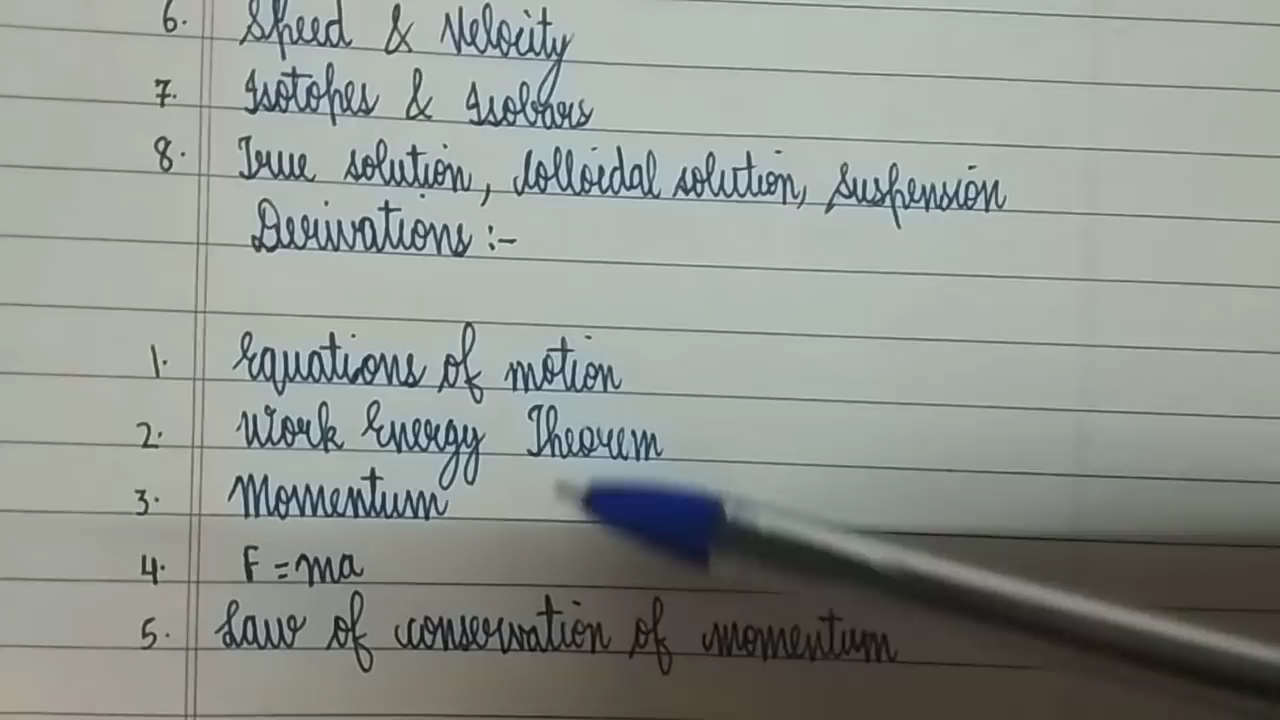 6. Speed & Velocity
7. Isotopes & Isobars
8. True solution, Colloidal solution, Suspension
Derivations :-
1. Equations of motion
2. Work Energy Theorem
3. Momentum
4. F = ma
5. Law of conservation of momentum